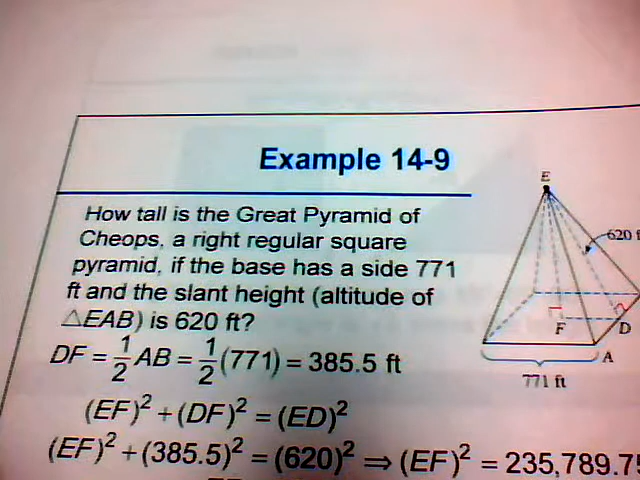 Example 14-9
How tall is the Great Pyramid of
Cheops, a right regular square
pyramid, if the base has a side 771
ft and the slant height (altitude of
△EAB) is 620 ft?
DF = 1/2 AB = 1/2 (771) = 385.5 ft
(EF)² + (DF)² = (ED)²
(EF)² + (385.5)² = (620)² ⇒ (EF)² = 235,789.75
E
620 f
F
D
A
771 ft